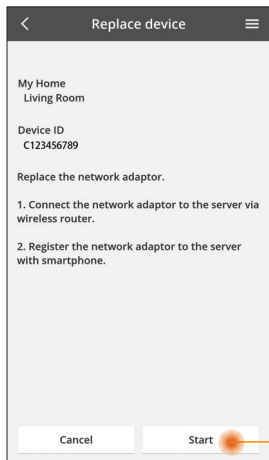 Replace device
My Home
Living Room
Device ID
C123456789
Replace the network adaptor.
1. Connect the network adaptor to the server via
wireless router.
2. Register the network adaptor to the server
with smartphone.
Cancel
Start